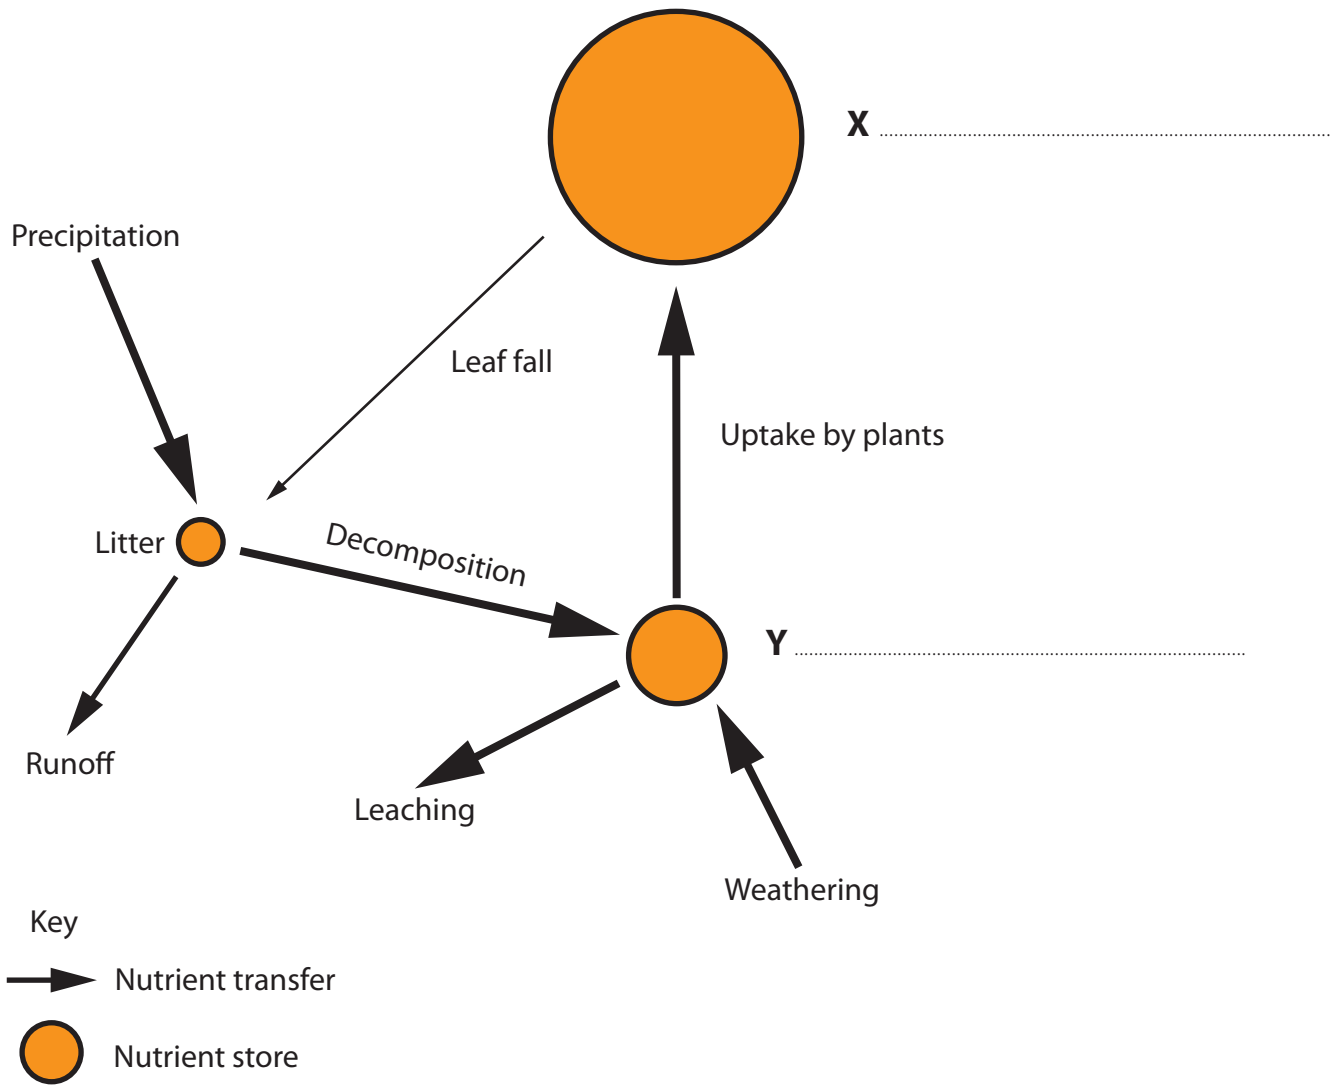 X ........................................................................
Precipitation
Leaf fall
Uptake by plants
Decomposition
Litter
Y ........................................................................
Runoff
Leaching
Weathering
Key
Nutrient transfer
Nutrient store